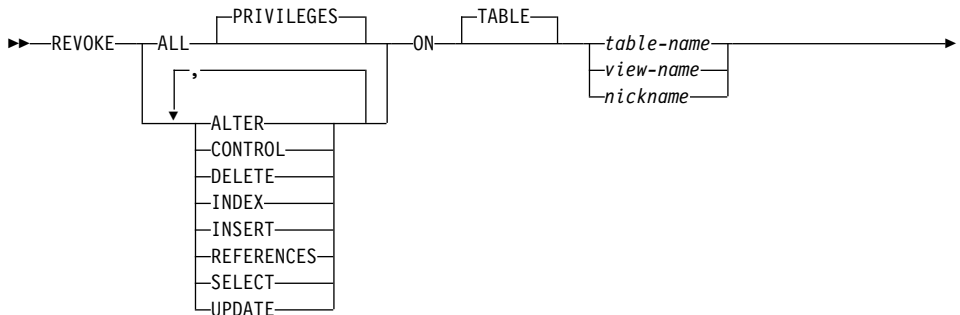 PRIVILEGES TABLE
REVOKE ALL ON table-name
, view-name
nickname
ALTER
CONTROL
DELETE
INDEX
INSERT
REFERENCES
SELECT
UPDATE